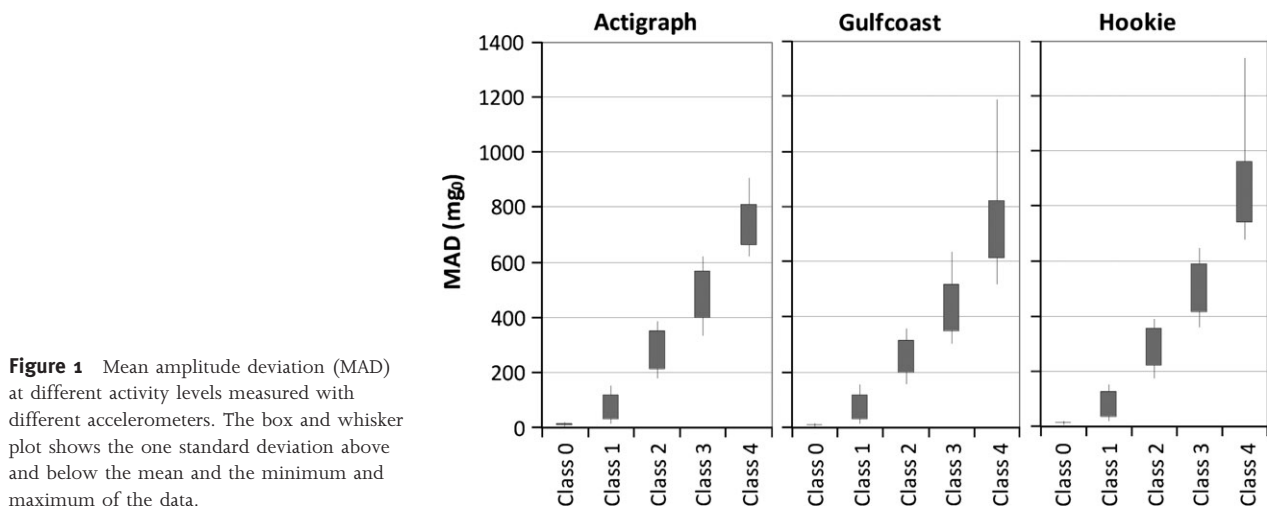 Actigraph
Gulfcoast
Hookie
MAD (mg₀)
1400
1200
1000
800
600
400
200
0
Class 0
Class 1
Class 2
Class 3
Class 4
Class 0
Class 1
Class 2
Class 3
Class 4
Class 0
Class 1
Class 2
Class 3
Class 4
Figure 1 Mean amplitude deviation (MAD)
at different activity levels measured with
different accelerometers. The box and whisker
plot shows the one standard deviation above
and below the mean and the minimum and
maximum of the data.